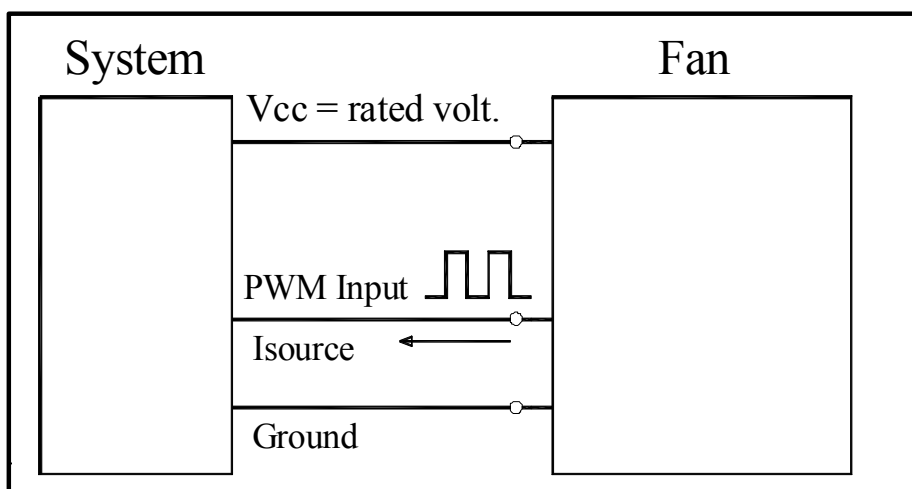 System
Fan
Vcc = rated volt.
PWM Input
Isource
Ground